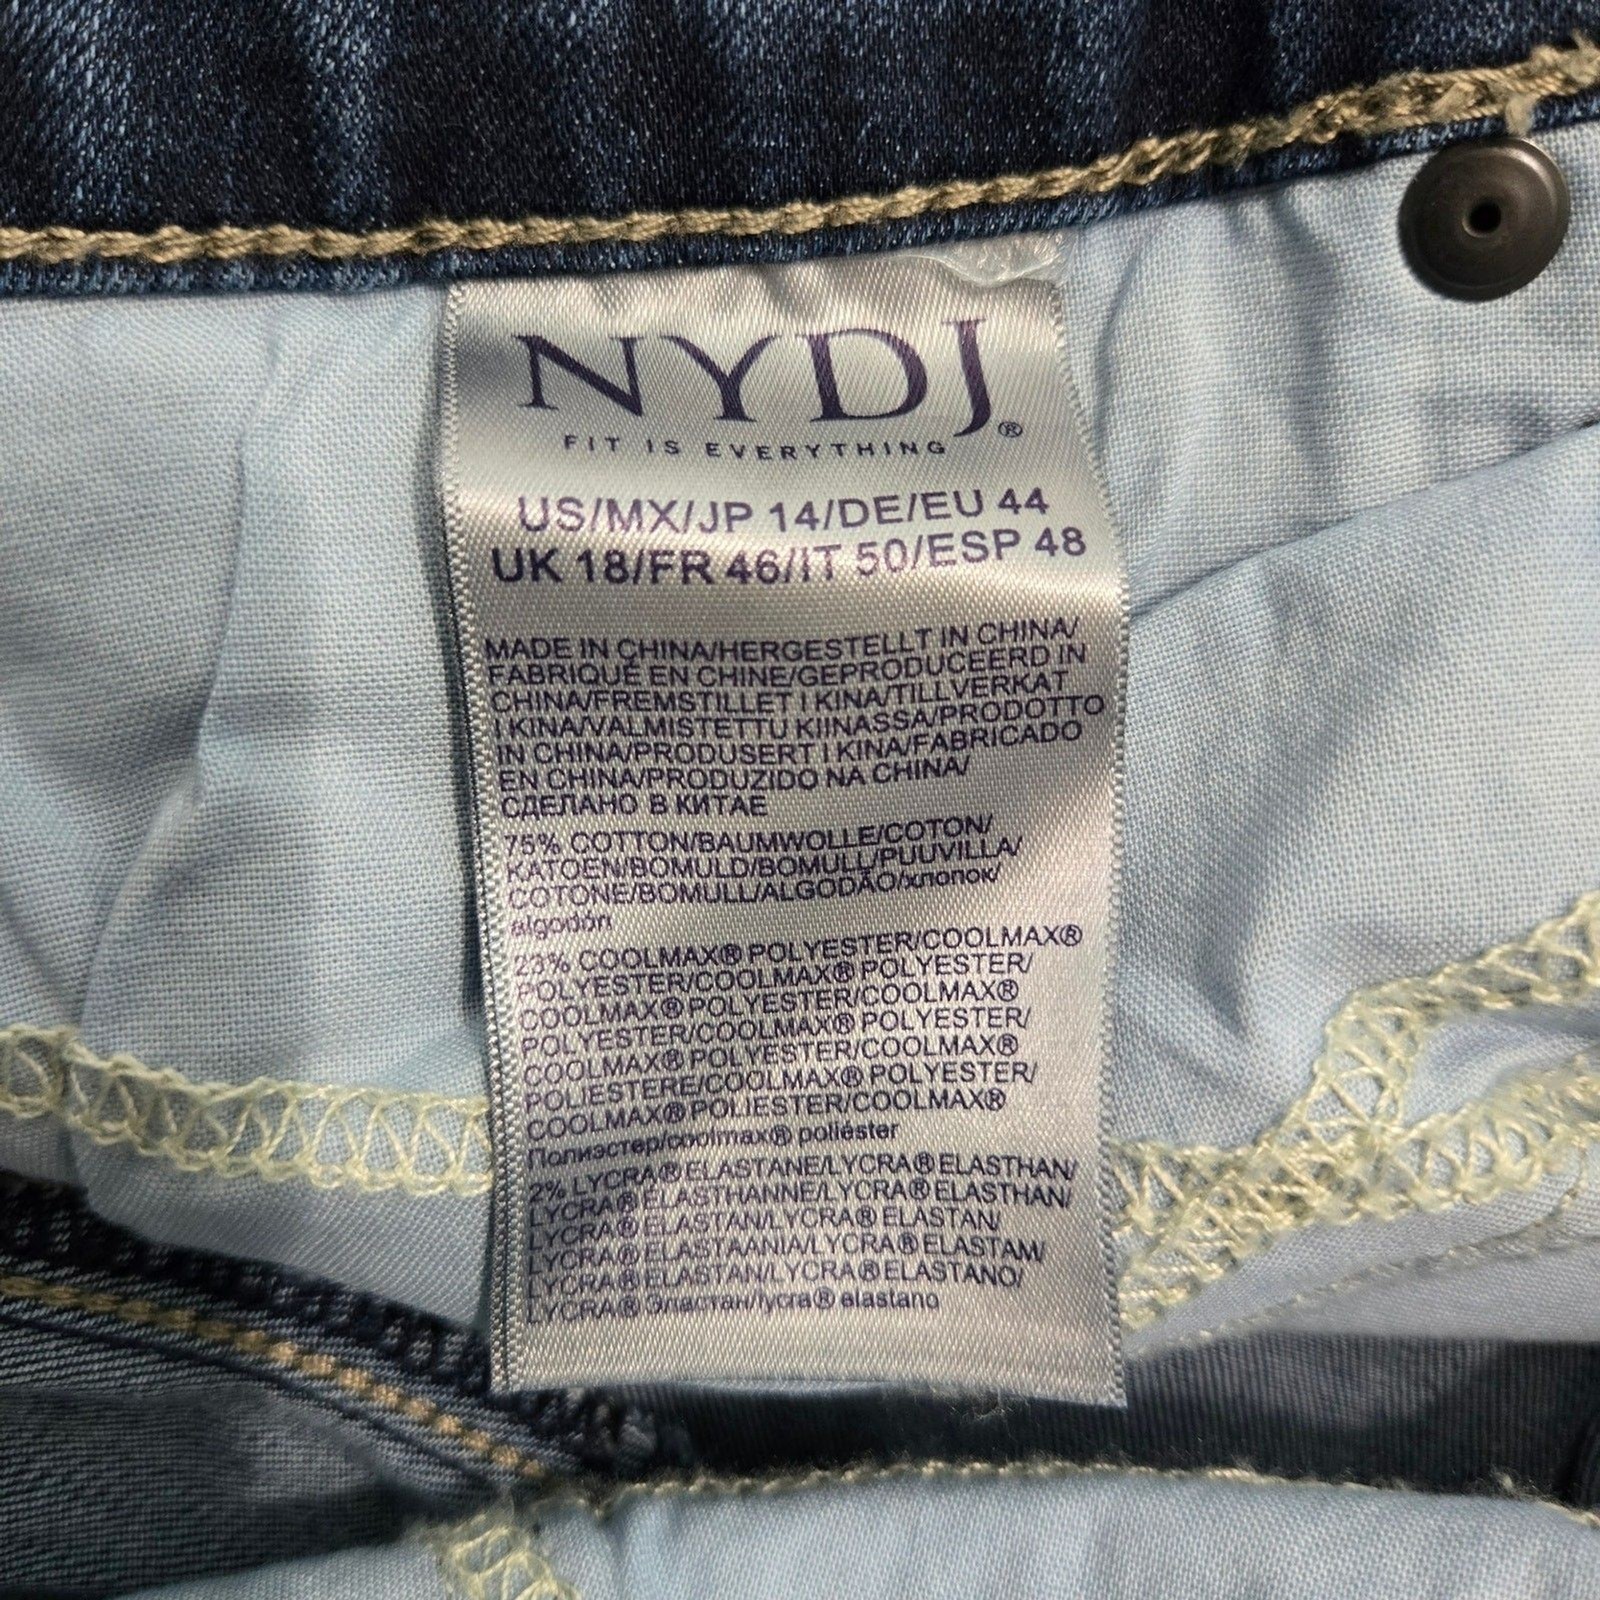 NYDJ®
FIT IS EVERYTHING
US/MX/JP 14/DE/EU 44
UK 18/FR 46/IT 50/ESP 48
MADE IN CHINA/HERGESTELLT IN CHINA/
FABRIQUÉ EN CHINE/GEPRODUCEERD IN
CHINA/FREMSTILLET I KINA/TILLVERKAT
I KINA/VALMISTETTU KIINASSA/PRODOTTO
IN CHINA/PRODUSERT I KINA/FABRICADO
EN CHINA/PRODUZIDO NA CHINA/
СДЕЛАНО В КИТАЕ
75% COTTON/BAUMWOLLE/COTON/
KATOEN/BOMULD/BOMULL/PUUVILLA/
COTONE/BOMULL/ALGODÃO/хлопок/
algodón
23% COOLMAX® POLYESTER/COOLMAX®
POLYESTER/COOLMAX® POLYESTER/
COOLMAX® POLYESTER/COOLMAX®
POLYESTER/COOLMAX® POLYESTER/
COOLMAX® POLYESTER/COOLMAX®
POLIESTERE/COOLMAX® POLYESTER/
COOLMAX® POLIESTER/COOLMAX®
Полиэстер/coolmax® poliéster
2% LYCRA® ELASTANE/LYCRA® ELASTHAN/
LYCRA® ELASTHANNE/LYCRA® ELASTHAN/
LYCRA® ELASTAN/LYCRA® ELASTAN/
LYCRA® ELASTAANIA/LYCRA® ELASTAM/
LYCRA® ELASTAN/LYCRA® ELASTANO/
LYCRA® Эластан/lycra® elastano